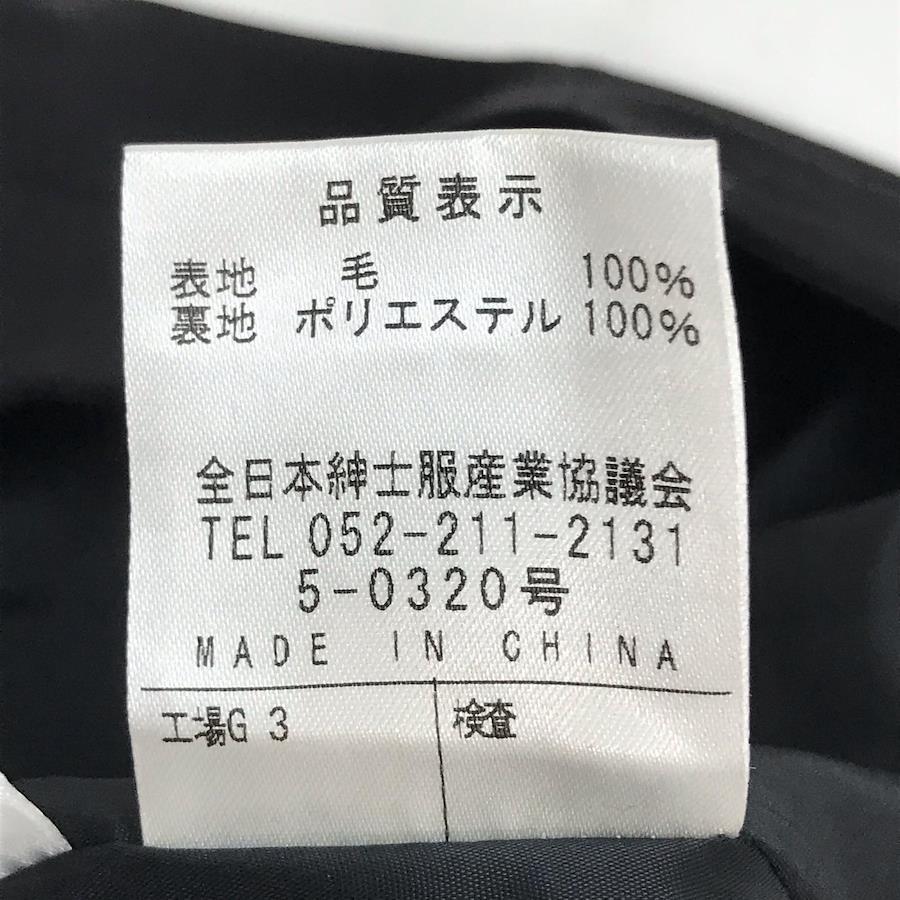 品質表示
表地 毛 100%
裏地 ポリエステル 100%
全日本紳士服産業協議会
TEL 052-211-2131
5-0320号
MADE IN CHINA
工場G 3 検査